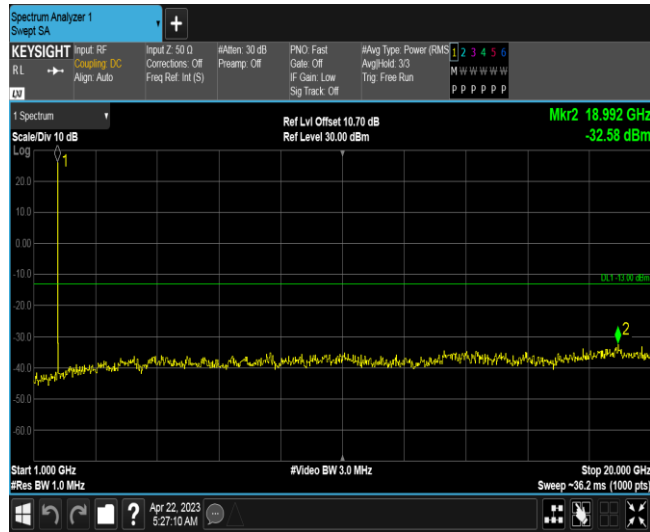 Spectrum Analyzer 1
Swept SA
+
KEYSIGHT Input: RF Input Z: 50 Ω #Atten: 30 dB PNO: Fast #Avg Type: Power (RMS 1 2 3 4 5 6
RL Coupling: DC Corrections: Off Preamp: Off Gate: Off Avg|Hold: 3/3 M W W W W W
Align: Auto Freq Ref: Int (S) IF Gain: Low Trig: Free Run
LXI Sig Track: Off P P P P P P
1 Spectrum Ref Lvl Offset 10.70 dB Mkr2 18.992 GHz
Scale/Div 10 dB Ref Level 30.00 dBm -32.58 dBm
Log
1
20.0
10.0
0.00
-10.0
DL1 -13.00 dBm
-20.0
-30.0
2
-40.0
-50.0
-60.0
Start 1.000 GHz #Video BW 3.0 MHz Stop 20.000 GHz
#Res BW 1.0 MHz Sweep ~36.2 ms (1000 pts)
? Apr 22, 2023
5:27:10 AM